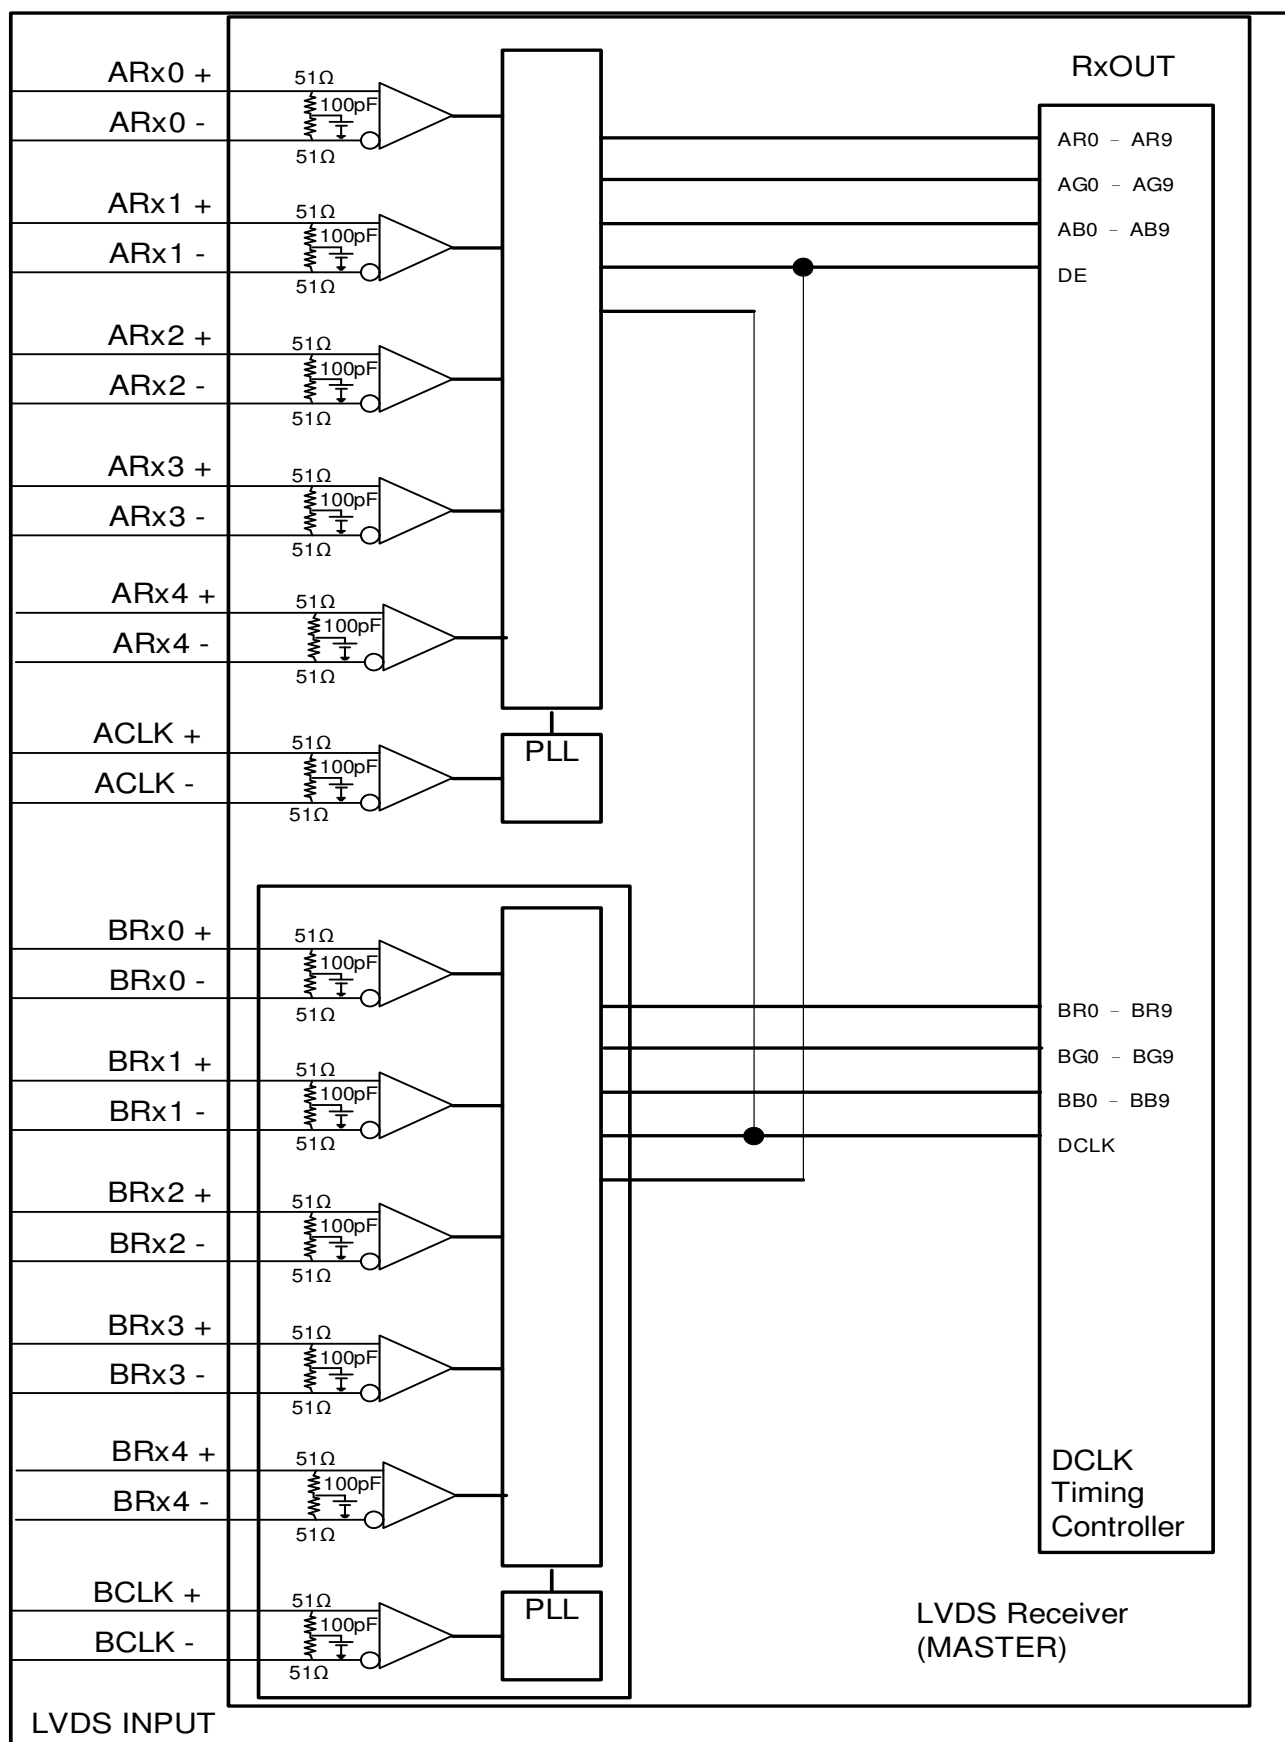 RxOUT
ARx0 +
51Ω
100pF
ARx0 -
51Ω
AR0 - AR9
AG0 - AG9
ARx1 +
51Ω
100pF
AB0 - AB9
ARx1 -
51Ω
DE
ARx2 +
51Ω
100pF
ARx2 -
51Ω
ARx3 +
51Ω
100pF
ARx3 -
51Ω
ARx4 +
51Ω
100pF
ARx4 -
51Ω
ACLK +
51Ω
100pF
PLL
ACLK -
51Ω
BRx0 +
51Ω
100pF
BRx0 -
51Ω
BR0 - BR9
BRx1 +
51Ω
BG0 - BG9
100pF
BRx1 -
BB0 - BB9
51Ω
DCLK
BRx2 +
51Ω
100pF
BRx2 -
51Ω
BRx3 +
51Ω
100pF
BRx3 -
51Ω
BRx4 +
51Ω
100pF
BRx4 -
51Ω
DCLK
Timing
Controller
BCLK +
51Ω
100pF
PLL
BCLK -
51Ω
LVDS Receiver
(MASTER)
LVDS INPUT